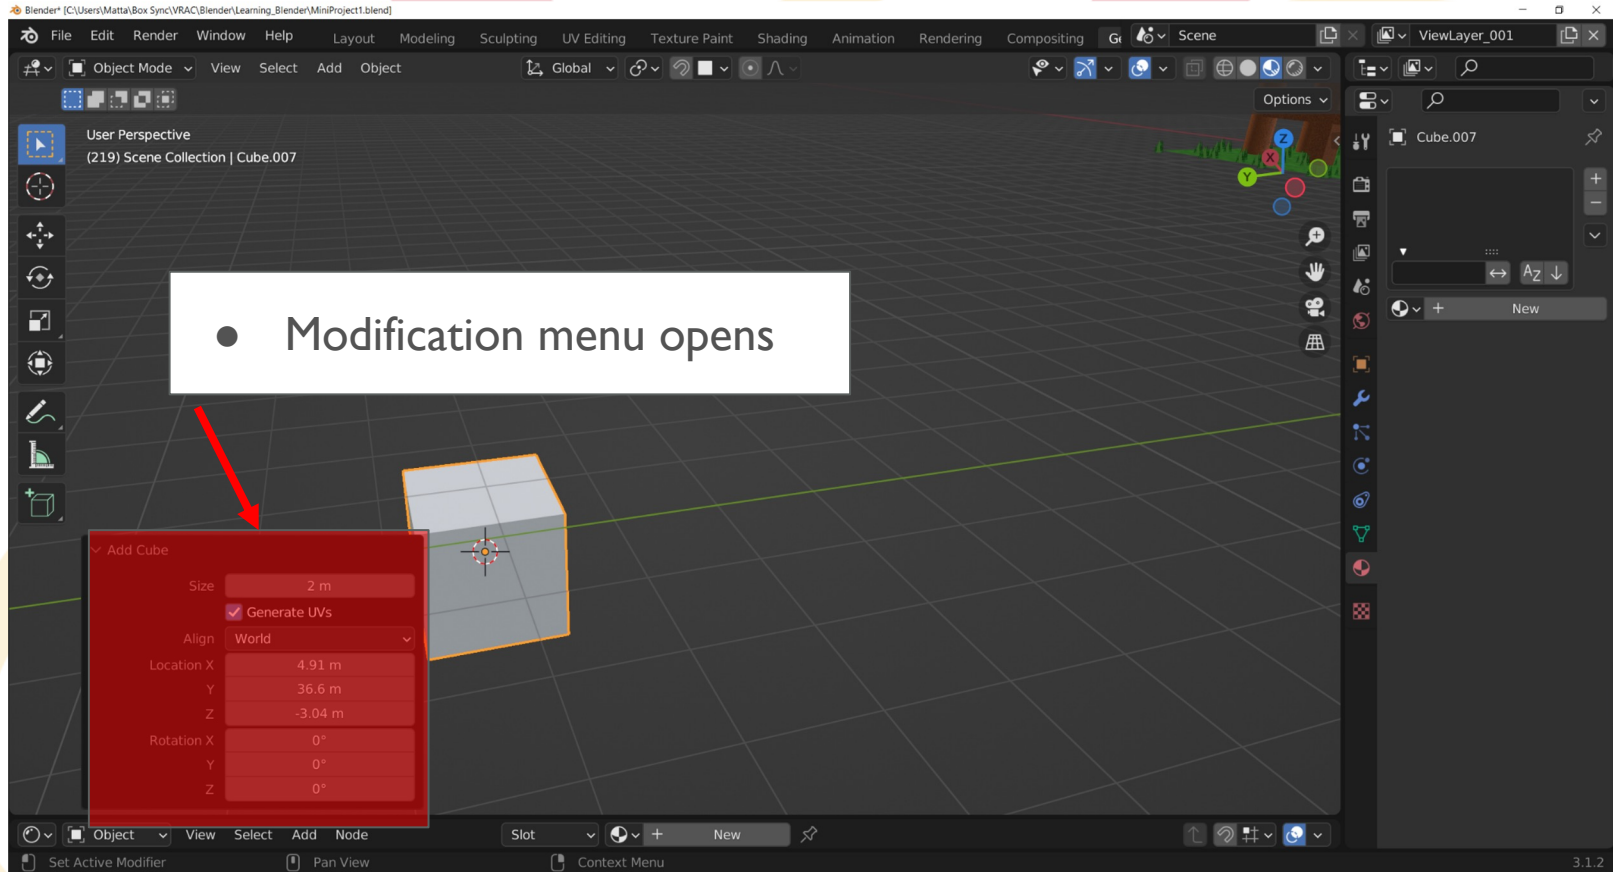 Blender* [C:\Users\Matta\Box Sync\VRAC\Blender\Learning_Blender\MiniProject1.blend]
File Edit Render Window Help Layout Modeling Sculpting UV Editing Texture Paint Shading Animation Rendering Compositing Ge Scene ViewLayer_001
Object Mode View Select Add Object Global
Options
User Perspective
(219) Scene Collection | Cube.007
Cube.007
Z
X
Y
AZ
New
● Modification menu opens
Add Cube
Size 2 m
Generate UVs
Align World
Location X 4.91 m
Y 36.6 m
Z -3.04 m
Rotation X 0°
Y 0°
Z 0°
Object View Select Add Node Slot New
Set Active Modifier Pan View Context Menu 3.1.2